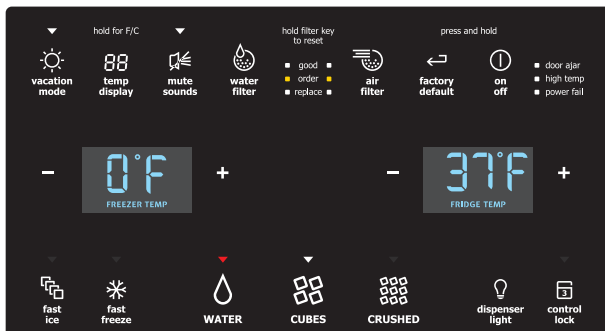 hold for F/C
hold filter key
to reset
press and hold
88
3
vacation
mode
temp
display
mute
sounds
water
filter
good
order
replace
air
filter
factory
default
on
off
door ajar
high temp
power fail
- 0°F +
FREEZER TEMP
- 37°F +
FRIDGE TEMP
fast
ice
fast
freeze
WATER
CUBES
CRUSHED
dispenser
light
control
lock